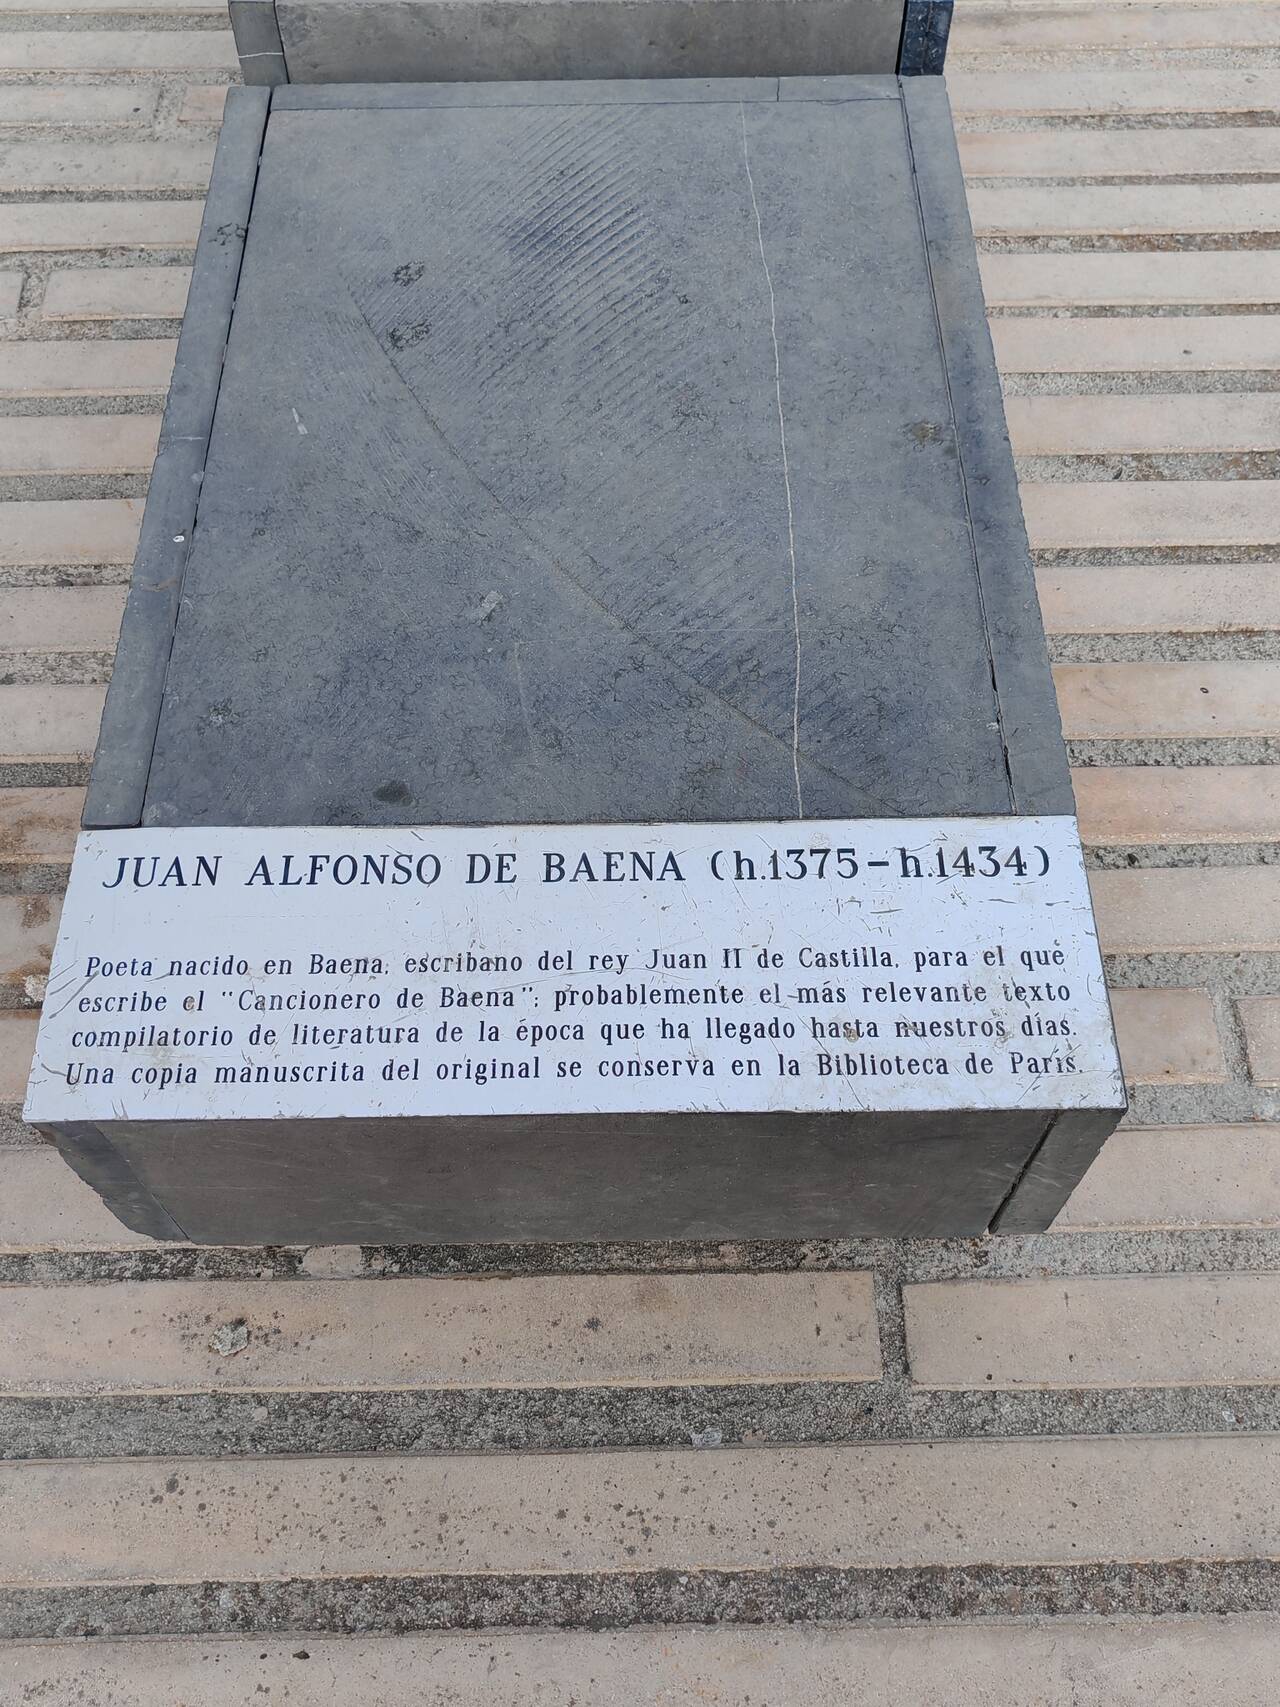 JUAN ALFONSO DE BAENA (h.1375-h.1434)
Poeta nacido en Baena, escribano del rey Juan II de Castilla, para el que
escribe el "Cancionero de Baena"; probablemente el más relevante texto
compilatorio de literatura de la época que ha llegado hasta nuestros días.
Una copia manuscrita del original se conserva en la Biblioteca de París.